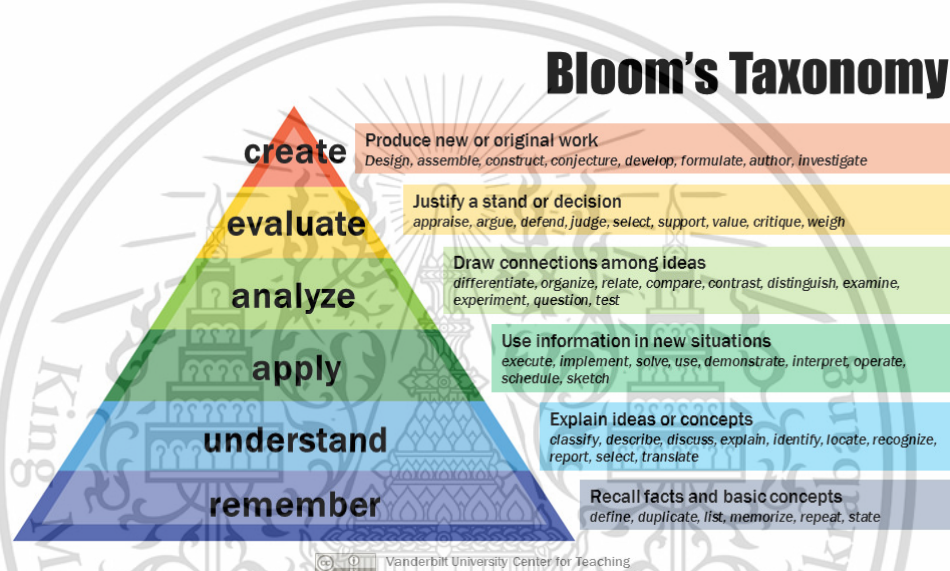 Bloom's Taxonomy
create
Produce new or original work
Design, assemble, construct, conjecture, develop, formulate, author, investigate
evaluate
Justify a stand or decision
appraise, argue, defend, judge, select, support, value, critique, weigh
analyze
Draw connections among ideas
differentiate, organize, relate, compare, contrast, distinguish, examine,
experiment, question, test
apply
Use information in new situations
execute, implement, solve, use, demonstrate, interpret, operate,
schedule, sketch
understand
Explain ideas or concepts
classify, describe, discuss, explain, identify, locate, recognize,
report, select, translate
remember
Recall facts and basic concepts
define, duplicate, list, memorize, repeat, state
King
Vanderbilt University Center for Teaching